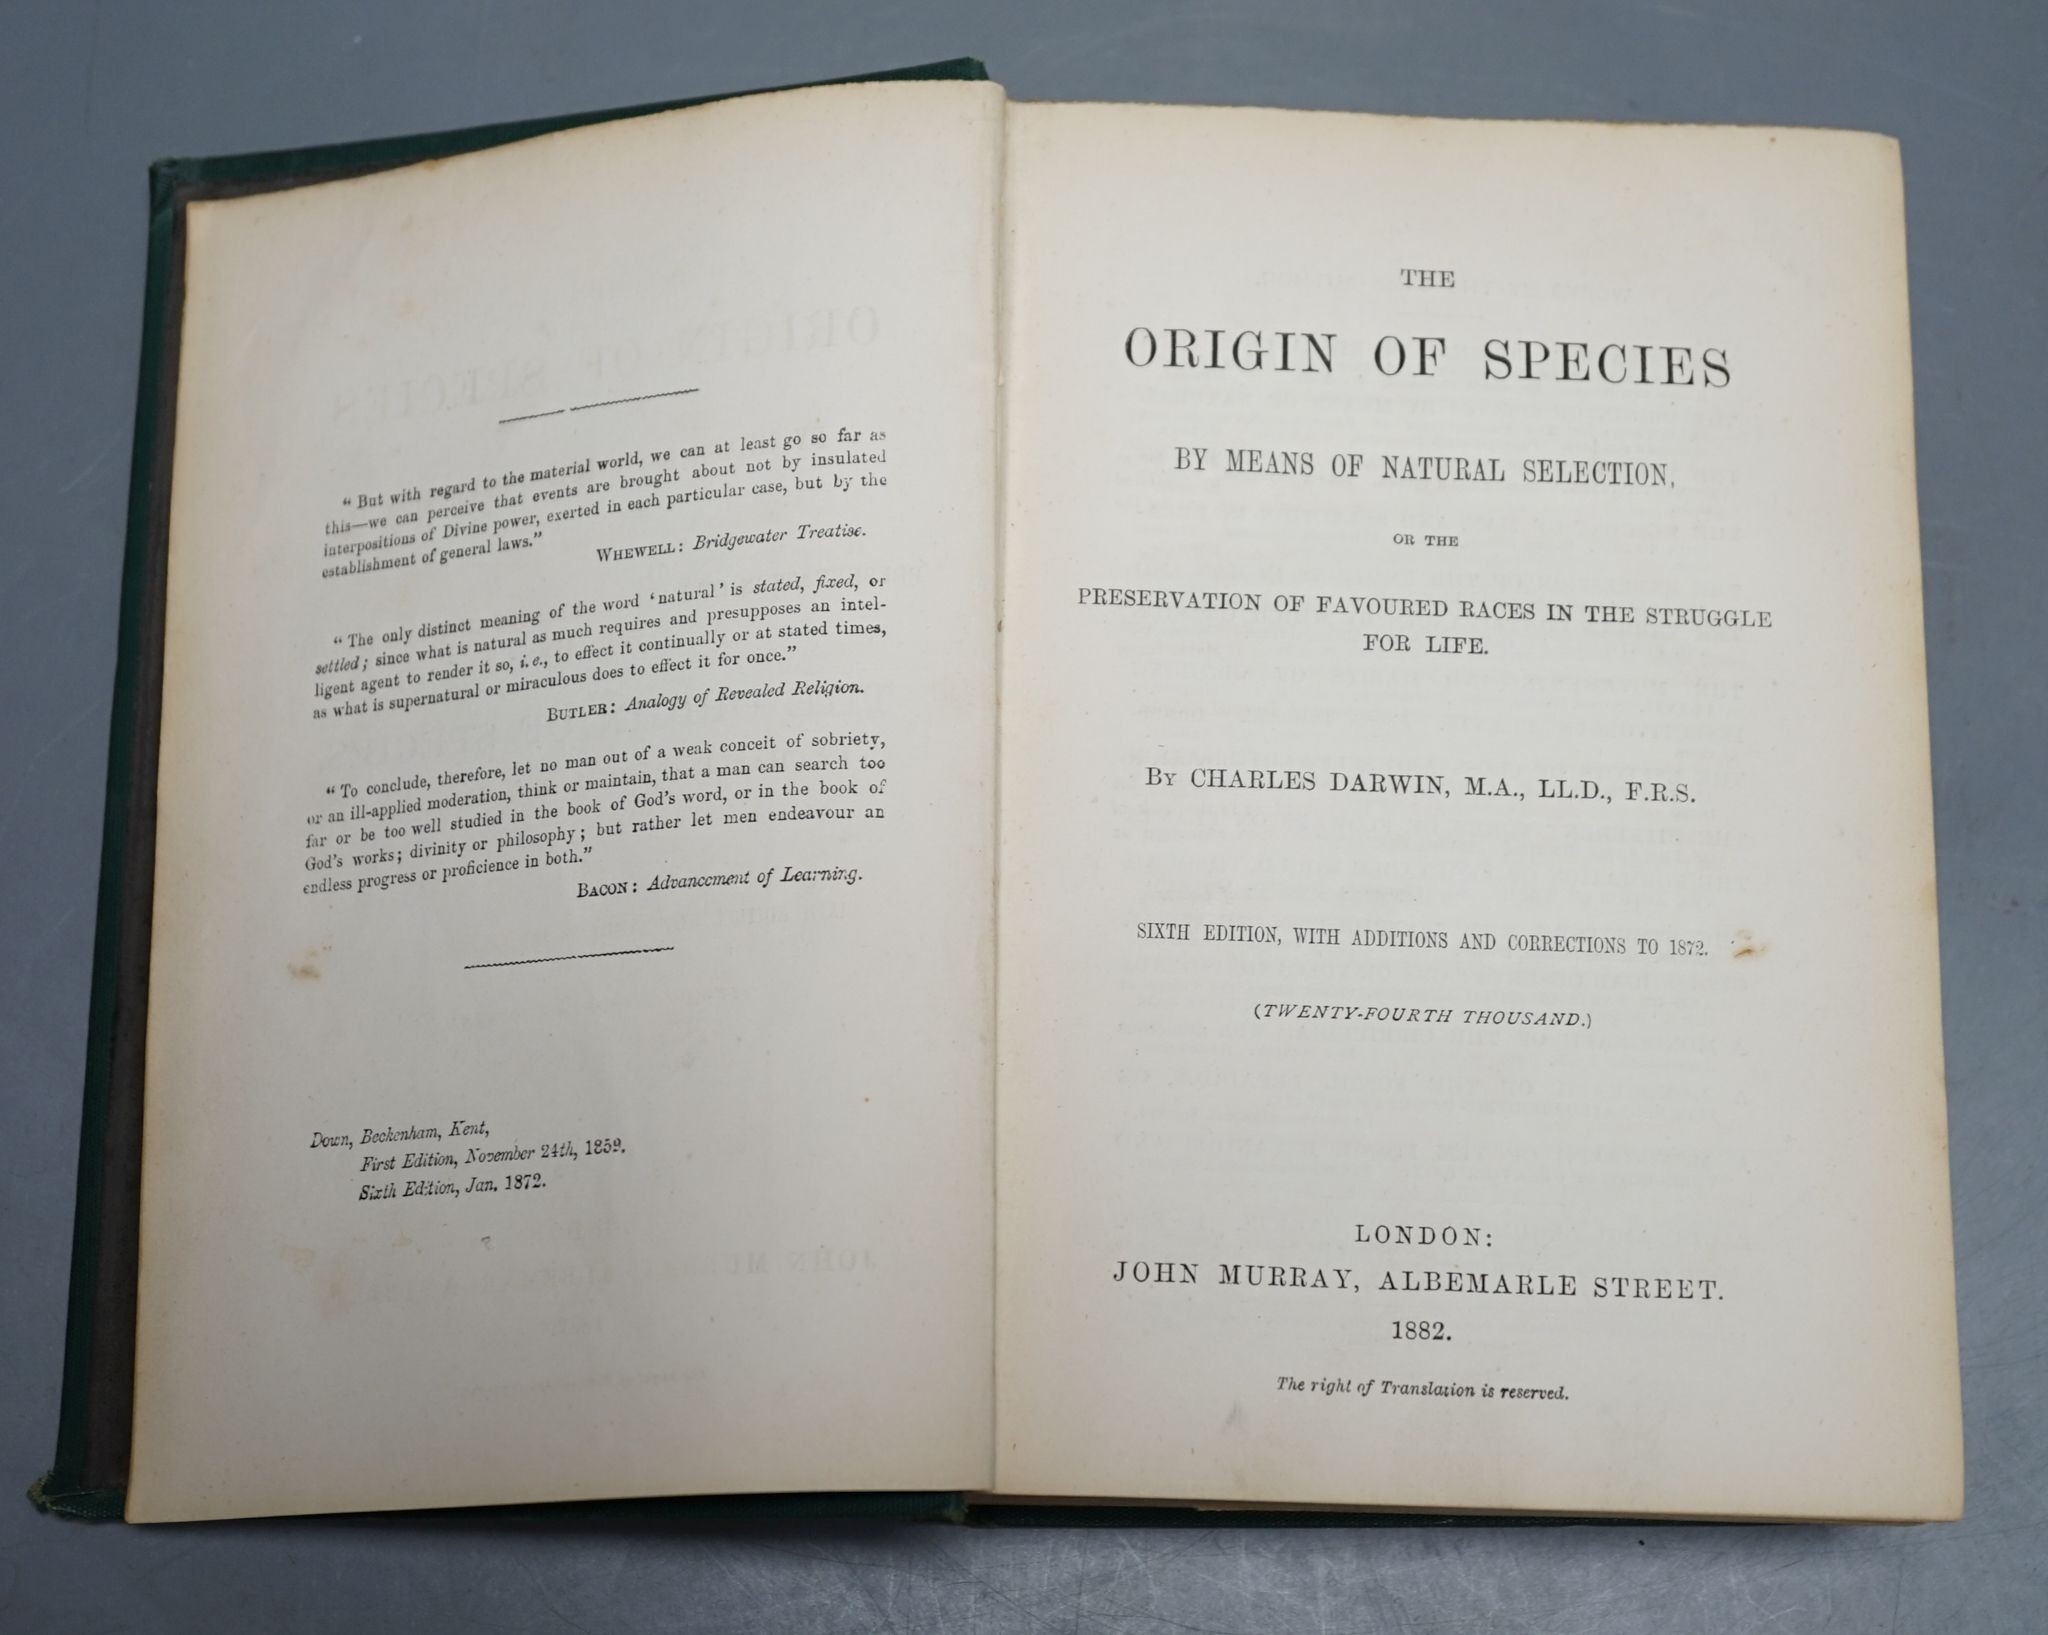 “But with regard to the material world, we can at least go so far as
this—we can perceive that events are brought about not by insulated
interpositions of Divine power, exerted in each particular case, but by the
establishment of general laws.”
WHEWELL: Bridgewater Treatise.
“The only distinct meaning of the word ‘natural’ is stated, fixed, or
settled; since what is natural as much requires and presupposes an intel-
ligent agent to render it so, i.e., to effect it continually or at stated times,
as what is supernatural or miraculous does to effect it for once.”
BUTLER: Analogy of Revealed Religion.
“To conclude, therefore, let no man out of a weak conceit of sobriety,
or an ill-applied moderation, think or maintain, that a man can search too
far or be too well studied in the book of God’s word, or in the book of
God’s works; divinity or philosophy; but rather let men endeavour an
endless progress or proficience in both.”
BACON: Advancement of Learning.
Down, Beckenham, Kent,
First Edition, November 24th, 1859.
Sixth Edition, Jan. 1872.
THE
ORIGIN OF SPECIES
BY MEANS OF NATURAL SELECTION,
OR THE
PRESERVATION OF FAVOURED RACES IN THE STRUGGLE
FOR LIFE.
BY CHARLES DARWIN, M.A., LL.D., F.R.S.
SIXTH EDITION, WITH ADDITIONS AND CORRECTIONS TO 1872.
(TWENTY-FOURTH THOUSAND.)
LONDON:
JOHN MURRAY, ALBEMARLE STREET.
1882.
The right of Translation is reserved.